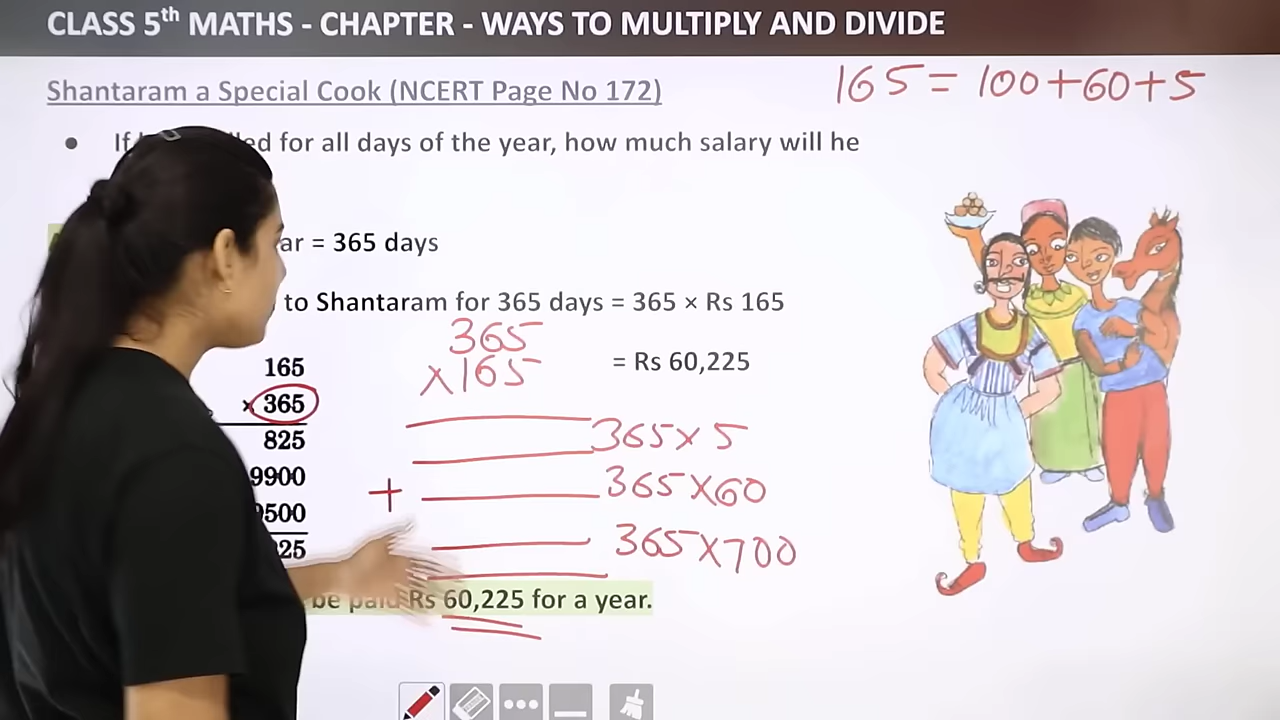 CLASS 5th MATHS - CHAPTER - WAYS TO MULTIPLY AND DIVIDE
165 = 100+60+5
Shantaram a Special Cook (NCERT Page No 172)
• If for all days of the year, how much salary will he
= 365 days
to Shantaram for 365 days = 365 × Rs 165
= Rs 60,225
165
× 365
825
9900
500
25
365
×165
365×5
+ 365×60
365×700
be paid Rs 60,225 for a year.